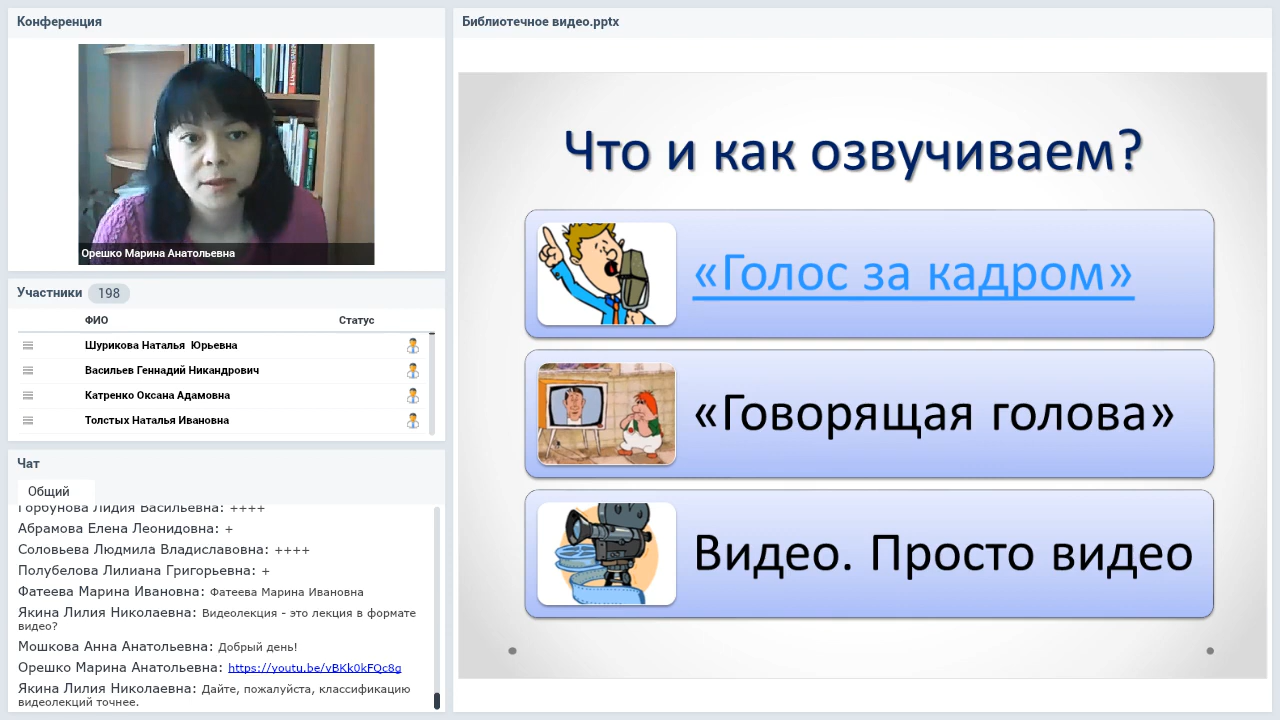 Конференция
Орешко Марина Анатольевна
Участники 198
ФИО Статус
Шурикова Наталья Юрьевна
Васильев Геннадий Никандрович
Катренко Оксана Адамовна
Толстых Наталья Ивановна
Чат
Общий
Горбунова Лидия Васильевна: ++++
Абрамова Елена Леонидовна: +
Соловьева Людмила Владиславовна: ++++
Полубелова Лилиана Григорьевна: +
Фатеева Марина Ивановна: Фатеева Марина Ивановна
Якина Лилия Николаевна: Видеолекция - это лекция в формате
видео?
Мошкова Анна Анатольевна: Добрый день!
Орешко Марина Анатольевна: https://youtu.be/vBKk0kFQc8g
Якина Лилия Николаевна: Дайте, пожалуйста, классификацию
видеолекций точнее.
Библиотечное видео.pptx
Что и как озвучиваем?
«Голос за кадром»
«Говорящая голова»
Видео. Просто видео